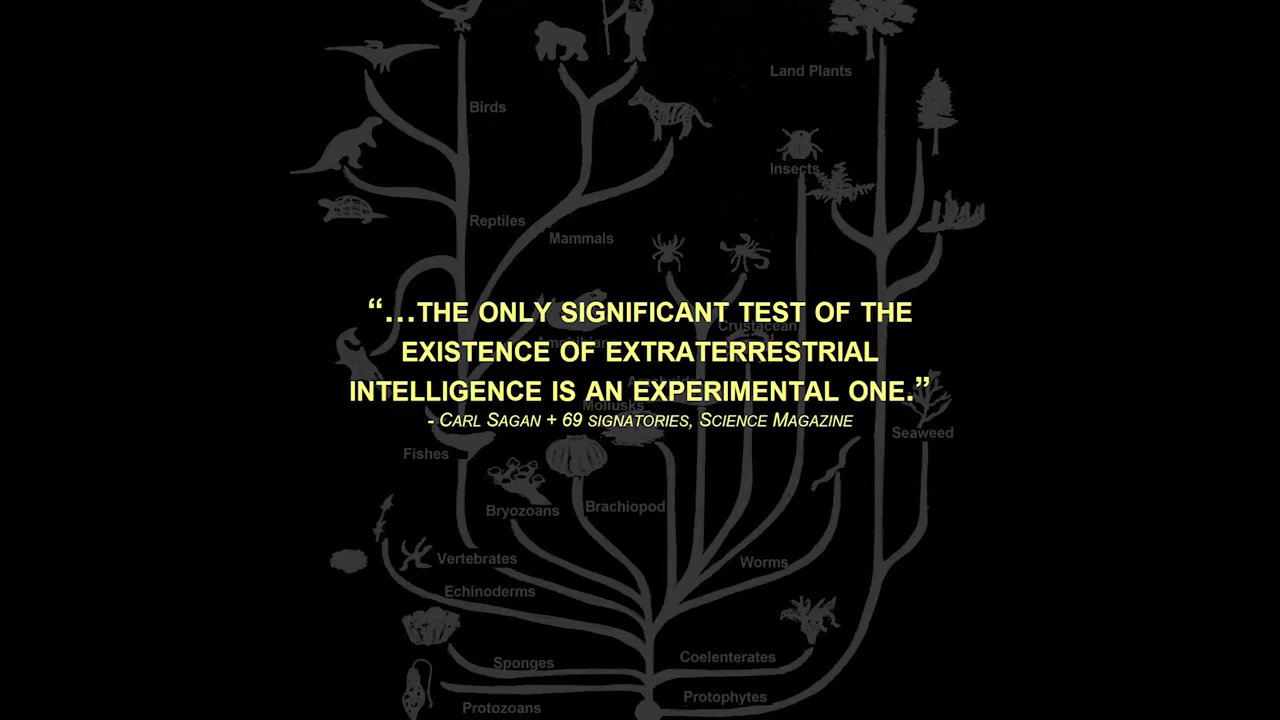 Land Plants
Birds
Insects
Reptiles
Mammals
“…THE ONLY SIGNIFICANT TEST OF THE
EXISTENCE OF EXTRATERRESTRIAL
INTELLIGENCE IS AN EXPERIMENTAL ONE.”
- CARL SAGAN + 69 SIGNATORIES, SCIENCE MAGAZINE
Crustacean
Mollusks
Seaweed
Fishes
Brachiopod
Bryozoans
Vertebrates
Worms
Echinoderms
Coelenterates
Sponges
Protophytes
Protozoans